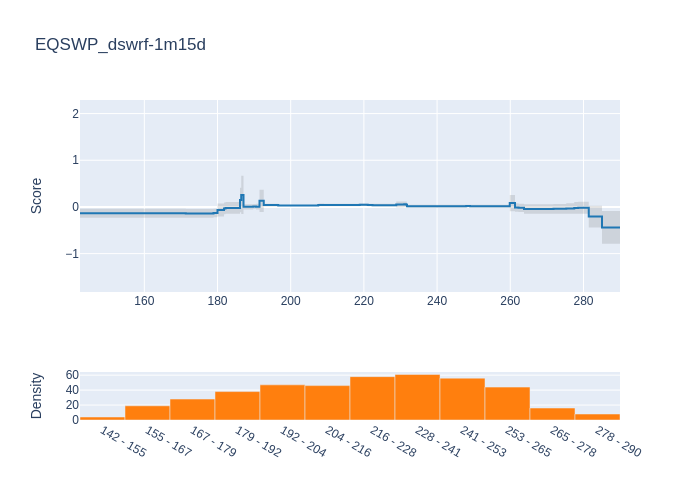 EQSWP_dswrf-1m15d
Score
2
1
0
−1
160 180 200 220 240 260 280
Density
60
40
20
0
142 - 155 155 - 167 167 - 179 179 - 192 192 - 204 204 - 216 216 - 228 228 - 241 241 - 253 253 - 265 265 - 278 278 - 290